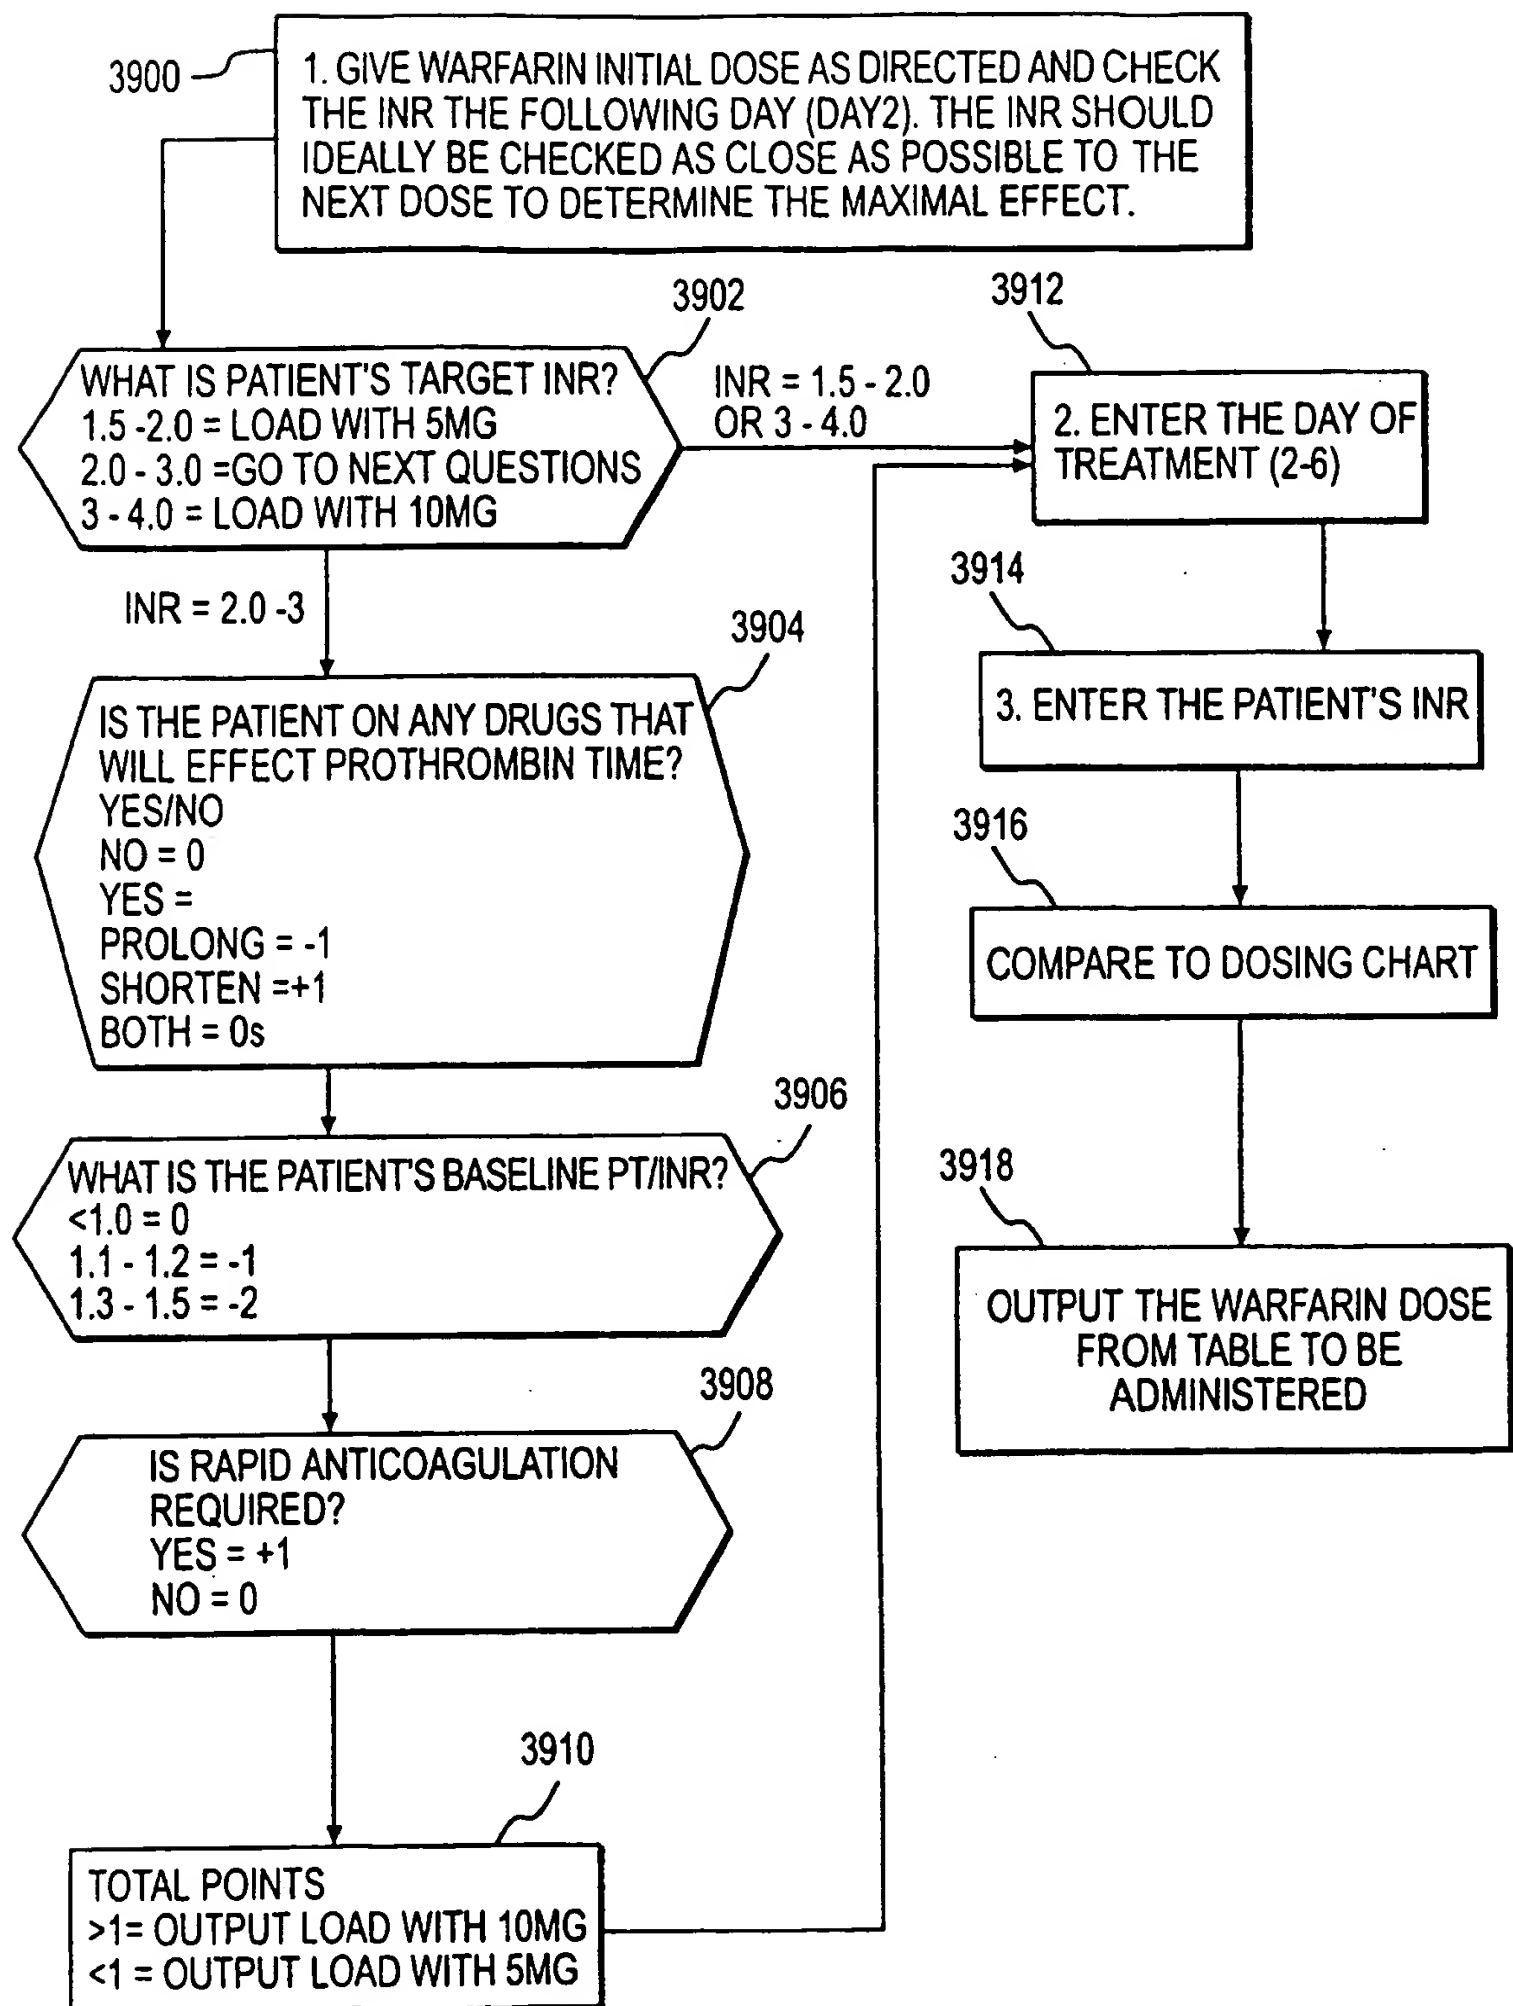 3900
1. GIVE WARFARIN INITIAL DOSE AS DIRECTED AND CHECK
THE INR THE FOLLOWING DAY (DAY2). THE INR SHOULD
IDEALLY BE CHECKED AS CLOSE AS POSSIBLE TO THE
NEXT DOSE TO DETERMINE THE MAXIMAL EFFECT.
3902
WHAT IS PATIENT'S TARGET INR?
1.5 -2.0 = LOAD WITH 5MG
2.0 - 3.0 =GO TO NEXT QUESTIONS
3 - 4.0 = LOAD WITH 10MG
INR = 1.5 - 2.0
OR 3 - 4.0
INR = 2.0 -3
3904
IS THE PATIENT ON ANY DRUGS THAT
WILL EFFECT PROTHROMBIN TIME?
YES/NO
NO = 0
YES =
PROLONG = -1
SHORTEN =+1
BOTH = 0s
3906
WHAT IS THE PATIENT'S BASELINE PT/INR?
<1.0 = 0
1.1 - 1.2 = -1
1.3 - 1.5 = -2
3908
IS RAPID ANTICOAGULATION
REQUIRED?
YES = +1
NO = 0
3910
TOTAL POINTS
>1= OUTPUT LOAD WITH 10MG
<1 = OUTPUT LOAD WITH 5MG
3912
2. ENTER THE DAY OF
TREATMENT (2-6)
3914
3. ENTER THE PATIENT'S INR
3916
COMPARE TO DOSING CHART
3918
OUTPUT THE WARFARIN DOSE
FROM TABLE TO BE
ADMINISTERED